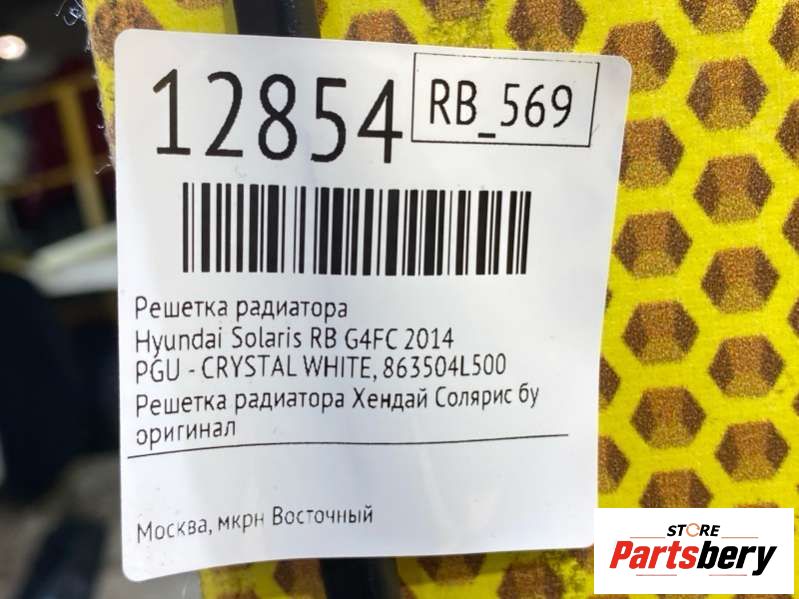 12854
RB_569
Решетка радиатора
Hyundai Solaris RB G4FC 2014
PGU - CRYSTAL WHITE, 863504L500
Решетка радиатора Хендай Солярис бу
оригинал
Москва, мкрн Восточный
STORE
Partsbery